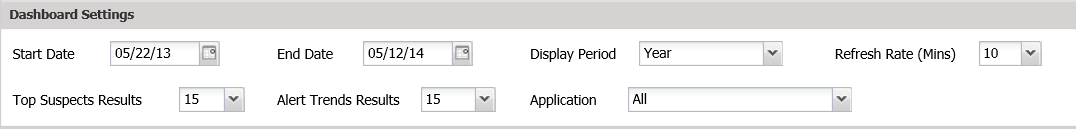 Dashboard Settings
Start Date 05/22/13 End Date 05/12/14 Display Period Year Refresh Rate (Mins) 10
Top Suspects Results 15 Alert Trends Results 15 Application All